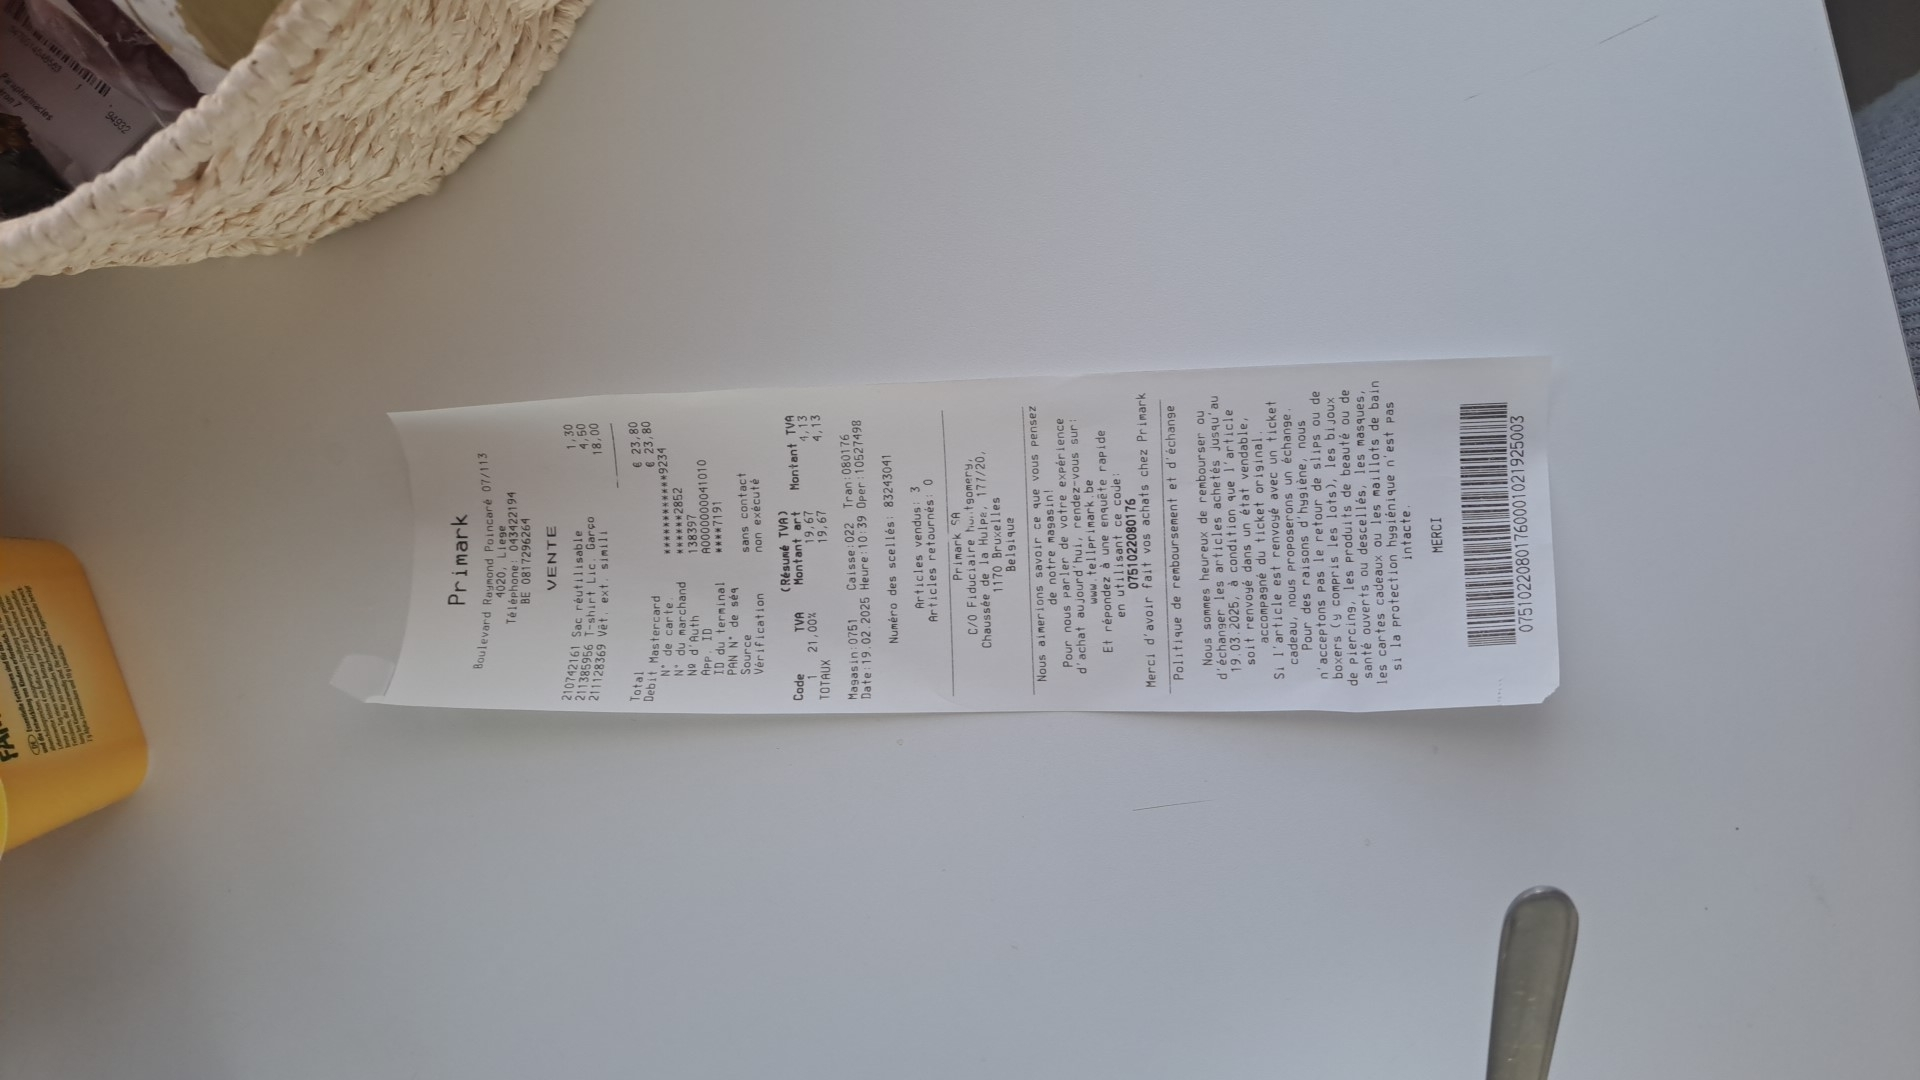 Primark
Boulevard Raymond Poincaré 07/113
4020, Liege
Téléphone: 043422194
BE 0817296264
VENTE
210742161 Sac réutilisable 1,30
211385956 T-shirt Lic. Garço 4,50
211128369 Vêt. ext. simili 18,00
Total € 23,80
Debit Mastercard € 23,80
N° de carte ************9234
N° du marchand *****2852
Nº d'Auth 138397
App. ID A0000000041010
ID du terminal ****7191
PAN N° de séq
Source sans contact
Vérification non exécuté
(Résumé TVA)
Code TVA Montant art Montant TVA
1 21,00% 19,67 4,13
TOTAUX 19,67 4,13
Magasin:0751 Caisse:022 Tran:080176
Date:19.02.2025 Heure:10:39 Oper:10527498
Numéro des scellés: 83243041
Articles vendus: 3
Articles retournés: 0
Primark SA
C/O Fiduciaire
Chaussée de la Hulpe, 177/20,
1170 Bruxelles
Belgique
Nous aimerions savoir ce que vous pensez
de notre magasin!
Pour nous parler de votre expérience
d'achat aujourd'hui, rendez-vous sur:
www.tellprimark.be
Et répondez à une enquête rapide
en utilisant ce code:
0751022080176
Merci d'avoir fait vos achats chez Primark
Politique de remboursement et d'échange
Nous sommes heureux de rembourser ou
d'échanger les articles achetés jusqu'au
19.03.2025, à condition que l'article
soit renvoyé dans un état vendable,
accompagné du ticket original.
Si l'article est renvoyé avec un ticket
cadeau, nous proposerons un échange.
Pour des raisons d'hygiène, nous
n'acceptons pas le retour de slips ou de
boxers (y compris les lots), les bijoux
de piercing, les produits de beauté ou de
santé ouverts ou descellés, les masques,
les cartes cadeaux ou les maillots de bain
si la protection hygiénique n'est pas
intacte.
MERCI
07510220801760001021925003
94932